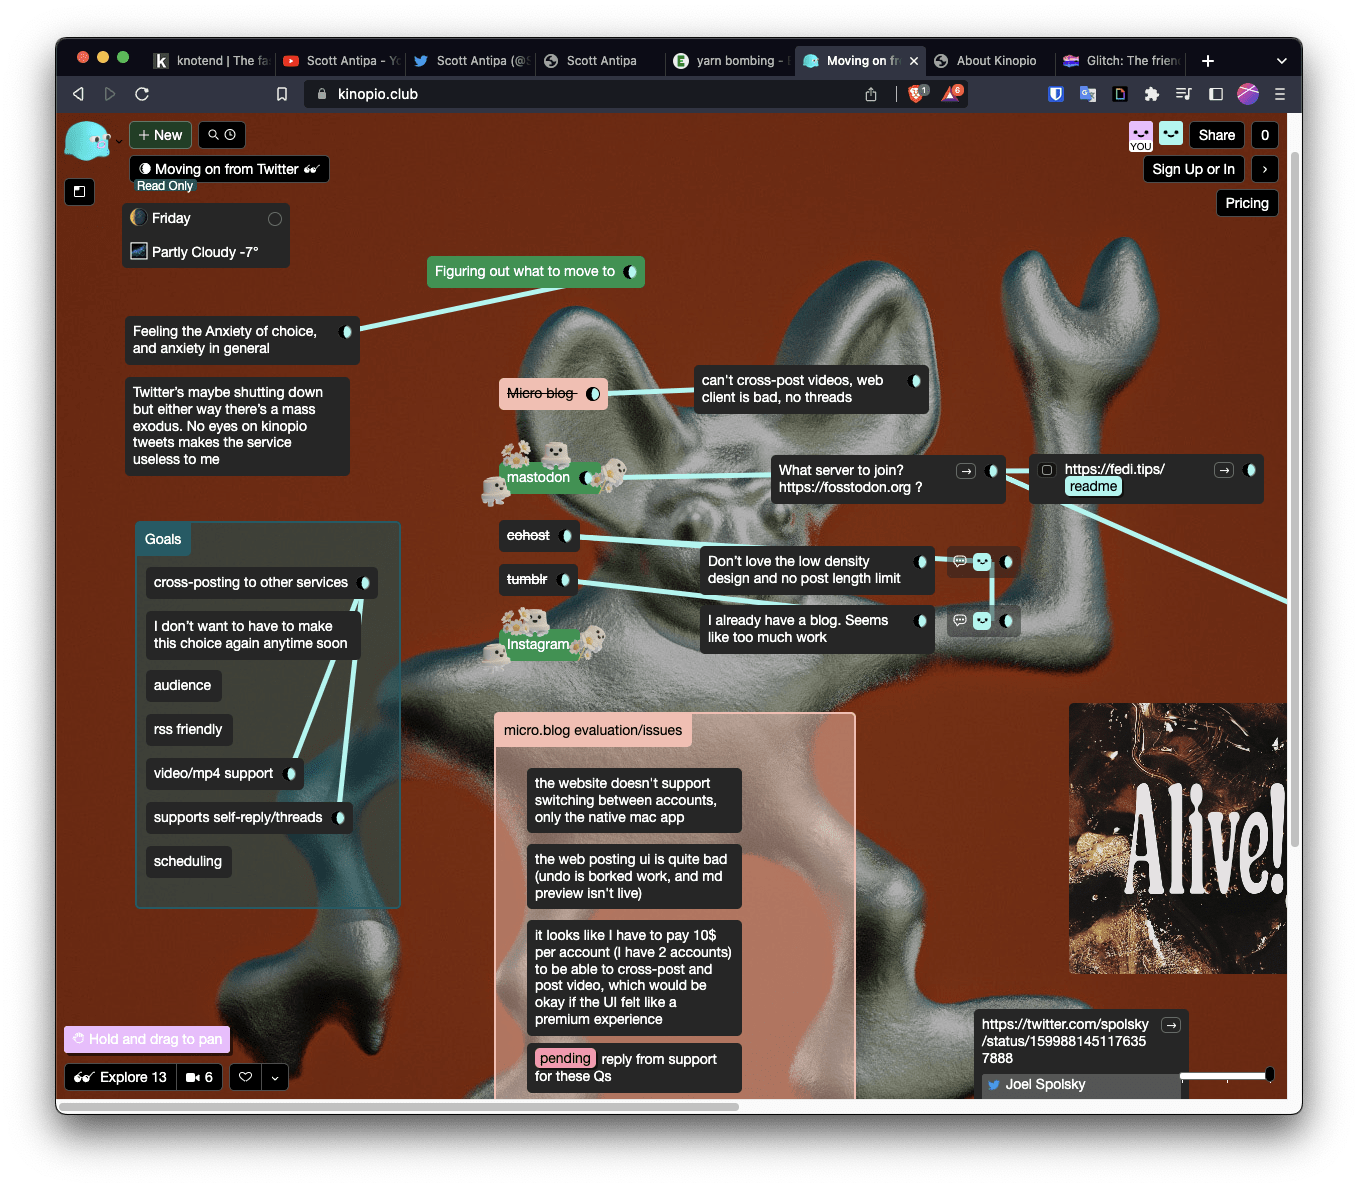 knotend | The fa
Scott Antipa - Yo
Scott Antipa (@S
Scott Antipa
yarn bombing - E
Moving on fr
About Kinopio
Glitch: The frien
kinopio.club
1
6
+ New
YOU
Share
0
Moving on from Twitter
Read Only
Sign Up or In
Pricing
Friday
Partly Cloudy -7°
Figuring out what to move to
Feeling the Anxiety of choice,
and anxiety in general
Twitter's maybe shutting down
but either way there's a mass
exodus. No eyes on kinopio
tweets makes the service
useless to me
Micro blog
can't cross-post videos, web
client is bad, no threads
mastodon
What server to join?
https://fosstodon.org ?
https://fedi.tips/
readme
cohost
Don't love the low density
design and no post length limit
tumblr
I already have a blog. Seems
like too much work
Instagram
Goals
cross-posting to other services
I don't want to have to make
this choice again anytime soon
audience
rss friendly
video/mp4 support
supports self-reply/threads
scheduling
micro.blog evaluation/issues
the website doesn't support
switching between accounts,
only the native mac app
the web posting ui is quite bad
(undo is borked work, and md
preview isn't live)
it looks like I have to pay 10$
per account (I have 2 accounts)
to be able to cross-post and
post video, which would be
okay if the UI felt like a
premium experience
pending reply from support
for these Qs
Alive!
https://twitter.com/spolsky
/status/159988145117635
7888
Joel Spolsky
Hold and drag to pan
Explore 13
6